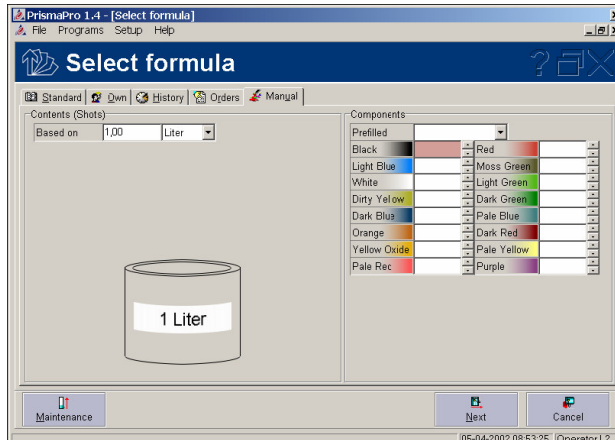 PrismaPro 1.4 - [Select formula]
File Programs Setup Help
Select formula
Standard Own History Orders Manual
Contents (Shots)
Based on 1,00 Liter
1 Liter
Components
Prefilled
Black Red
Light Blue Moss Green
White Light Green
Dirty Yellow Dark Green
Dark Blue Pale Blue
Orange Dark Red
Yellow Oxide Pale Yellow
Pale Red Purple
Maintenance Next Cancel
05-04-2002 08:53:25 Operator L2